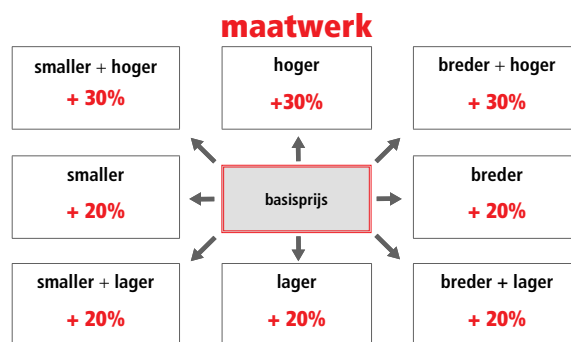 maatwerk
smaller + hoger
+ 30%
hoger
+30%
breder + hoger
+ 30%
smaller
+ 20%
basisprijs
breder
+ 20%
smaller + lager
+ 20%
lager
+ 20%
breder + lager
+ 20%